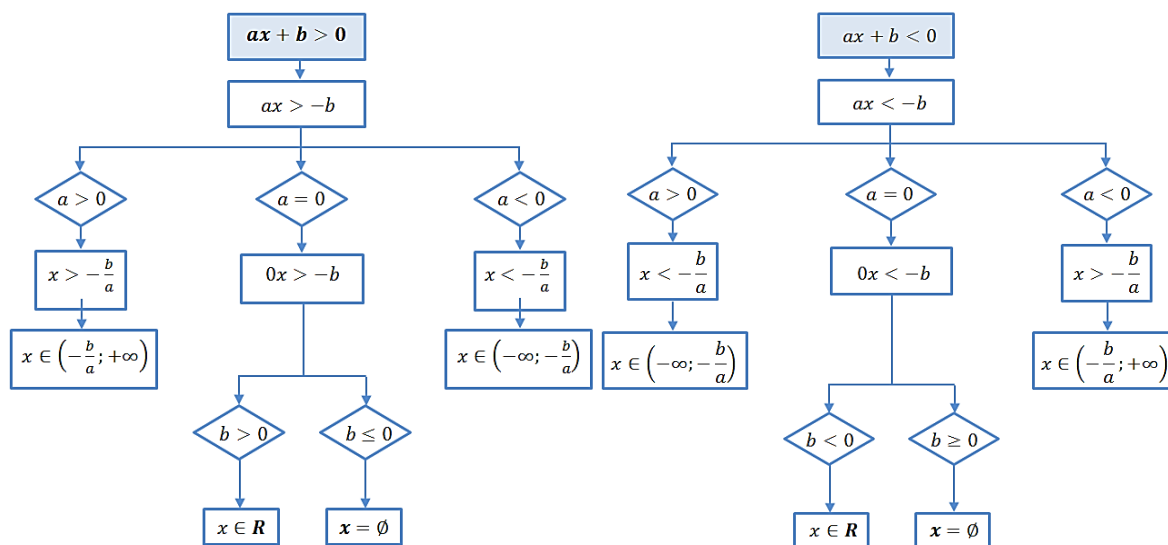 ax + b > 0
ax > −b
a > 0
a = 0
a < 0
x > −b/a
0x > −b
x < −b/a
x ∈ (−b/a; +∞)
x ∈ (−∞; −b/a)
b > 0
b ≤ 0
x ∈ R
x = ∅
ax + b < 0
ax < −b
a > 0
a = 0
a < 0
x < −b/a
0x < −b
x > −b/a
x ∈ (−∞; −b/a)
x ∈ (−b/a; +∞)
b < 0
b ≥ 0
x ∈ R
x = ∅